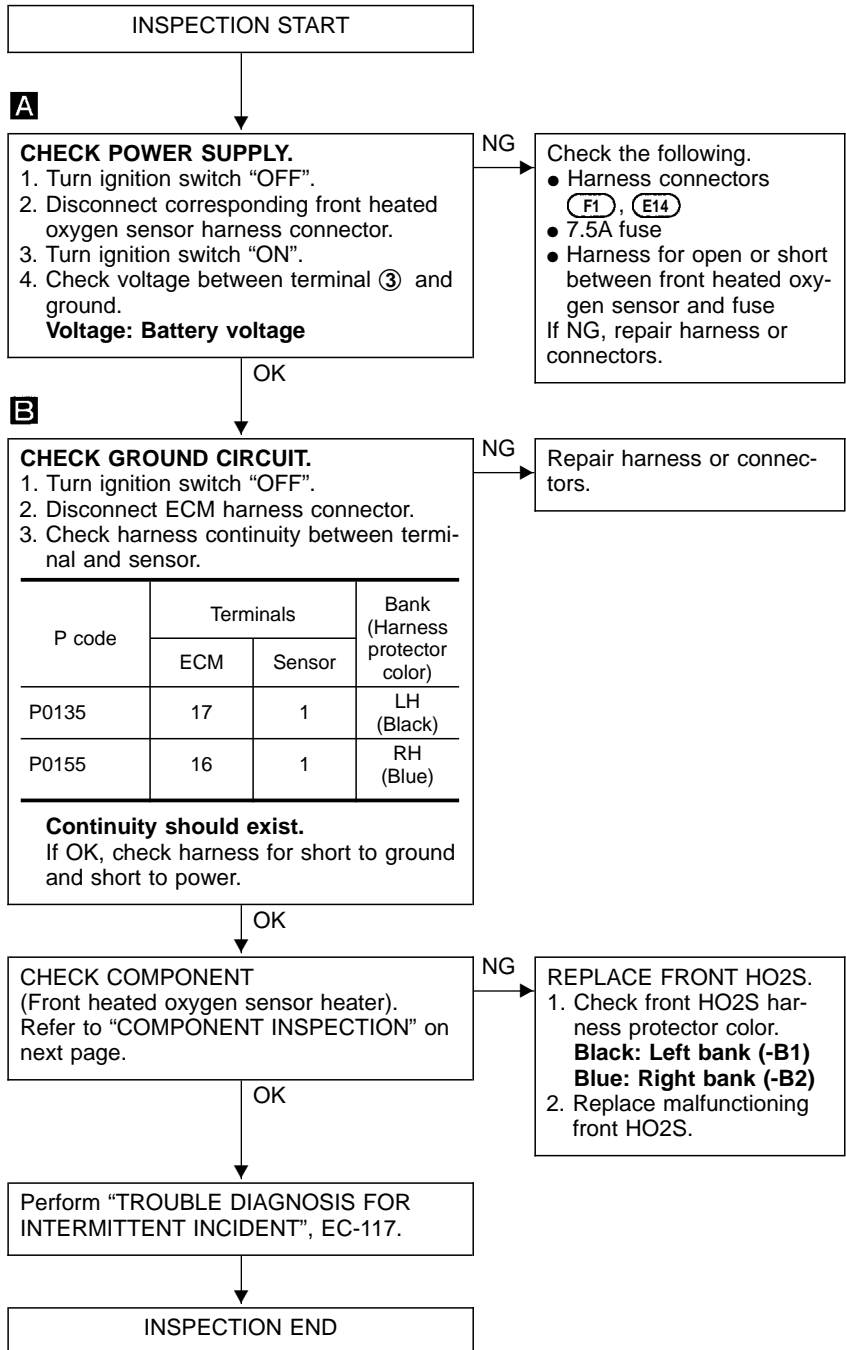 INSPECTION START
A
CHECK POWER SUPPLY.
1. Turn ignition switch “OFF”.
2. Disconnect corresponding front heated
oxygen sensor harness connector.
3. Turn ignition switch “ON”.
4. Check voltage between terminal ③ and
ground.
Voltage: Battery voltage
NG
Check the following.
● Harness connectors
F1 , E14
● 7.5A fuse
● Harness for open or short
between front heated oxy-
gen sensor and fuse
If NG, repair harness or
connectors.
OK
B
CHECK GROUND CIRCUIT.
1. Turn ignition switch “OFF”.
2. Disconnect ECM harness connector.
3. Check harness continuity between termi-
nal and sensor.
P code
Terminals
ECM
Sensor
Bank
(Harness
protector
color)
P0135 17 1 LH
(Black)
P0155 16 1 RH
(Blue)
Continuity should exist.
If OK, check harness for short to ground
and short to power.
NG
Repair harness or connec-
tors.
OK
CHECK COMPONENT
(Front heated oxygen sensor heater).
Refer to “COMPONENT INSPECTION” on
next page.
NG
REPLACE FRONT HO2S.
1. Check front HO2S har-
ness protector color.
Black: Left bank (-B1)
Blue: Right bank (-B2)
2. Replace malfunctioning
front HO2S.
OK
Perform “TROUBLE DIAGNOSIS FOR
INTERMITTENT INCIDENT”, EC-117.
INSPECTION END